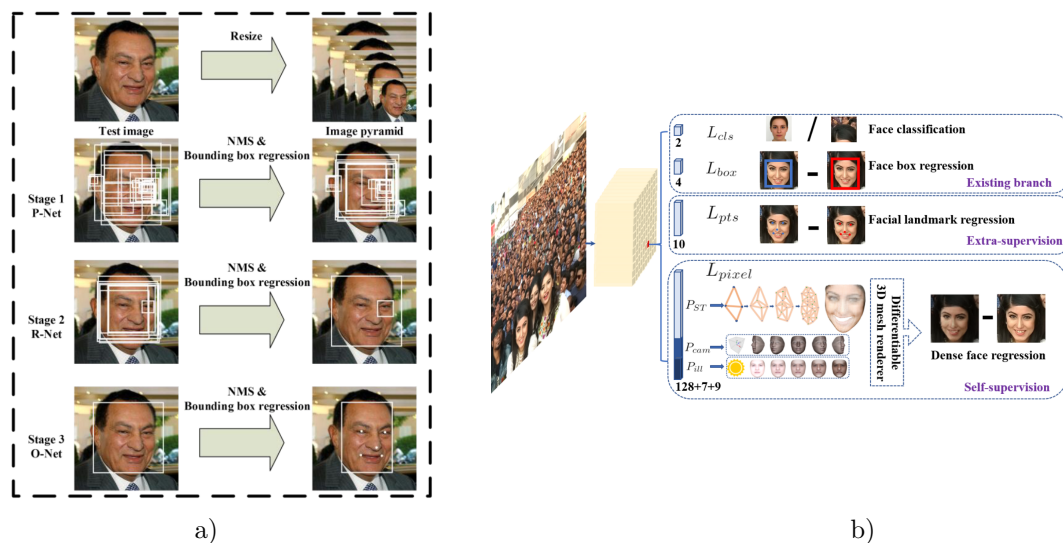 Resize
Test image
Image pyramid
NMS &
Bounding box regression
Stage 1
P-Net
NMS &
Bounding box regression
Stage 2
R-Net
NMS &
Bounding box regression
Stage 3
O-Net
a)
2
L_cls
/
Face classification
4
L_box
-
Face box regression
Existing branch
10
L_pts
-
Facial landmark regression
Extra-supervision
L_pixel
P_ST
P_cam
P_ill
128+7+9
Differentiable
3D mesh renderer
-
Dense face regression
Self-supervision
b)